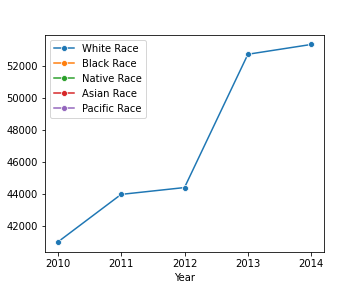 White Race
Black Race
Native Race
Asian Race
Pacific Race
52000
50000
48000
46000
44000
42000
2010 2011 2012 2013 2014
Year